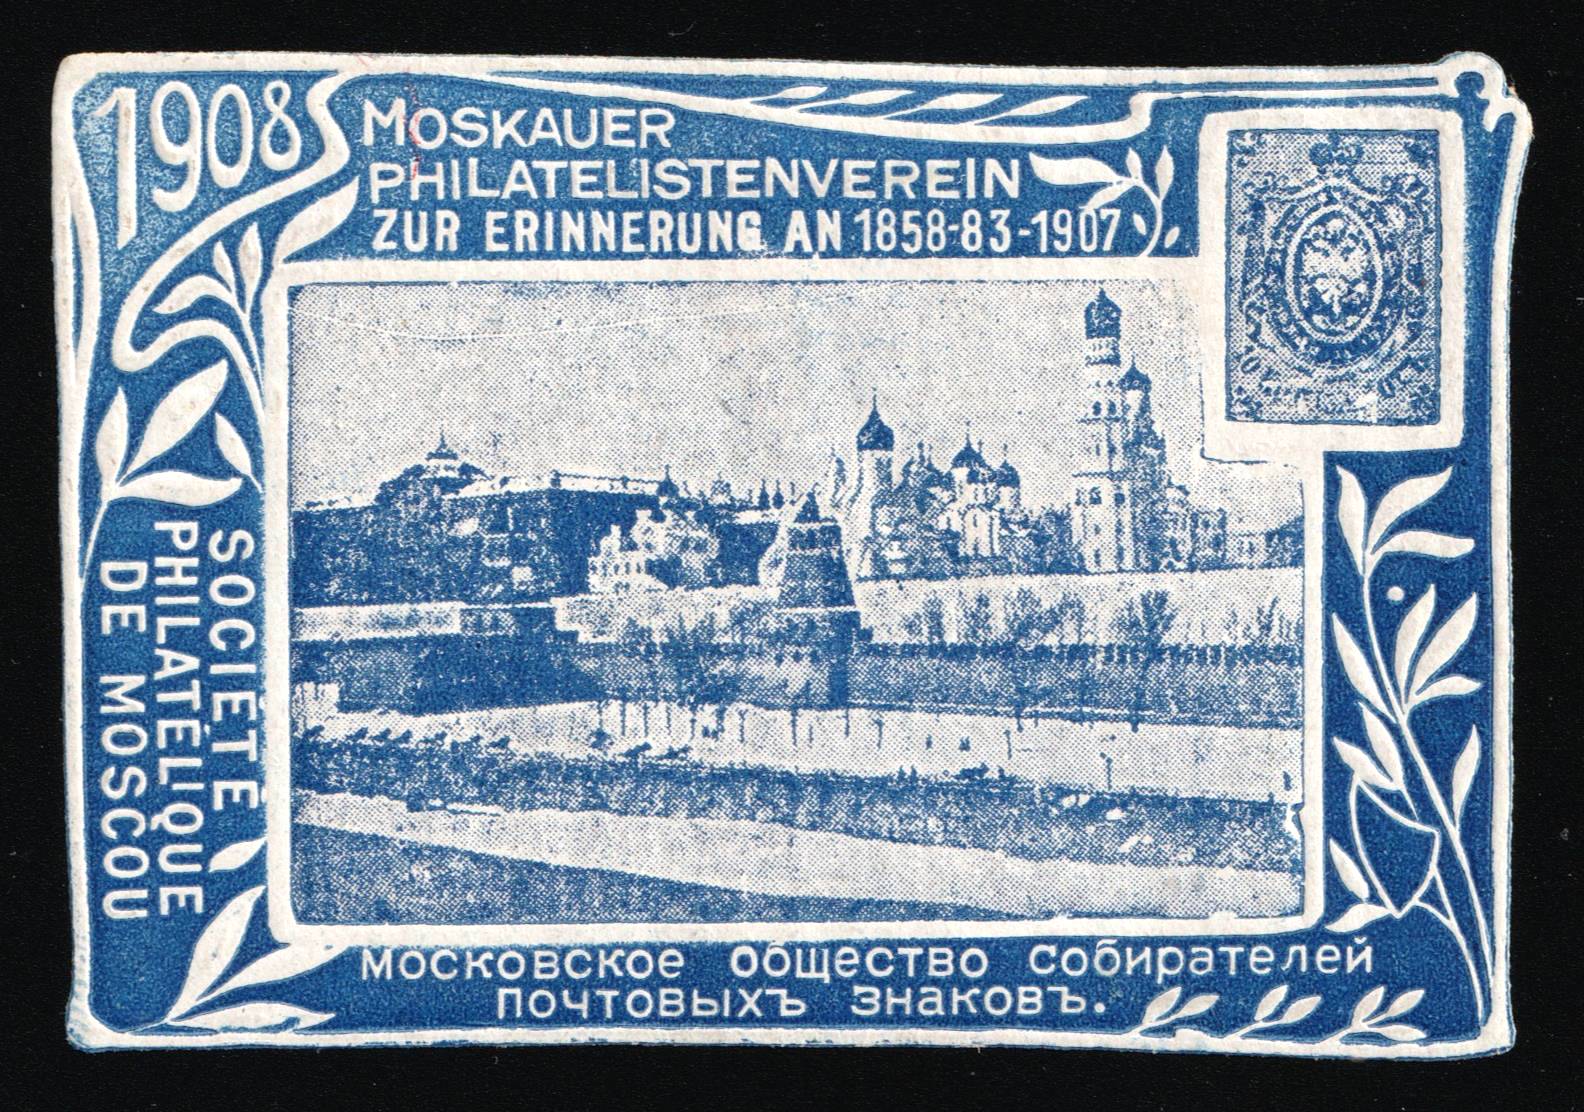 1908
MOSKAUER
PHILATELISTENVEREIN
ZUR ERINNERUNG AN 1858-83-1907
SOCIÉTÉ
PHILATÉLIQUE
DE MOSCOU
московское общество собирателей
почтовыхъ знаковъ.